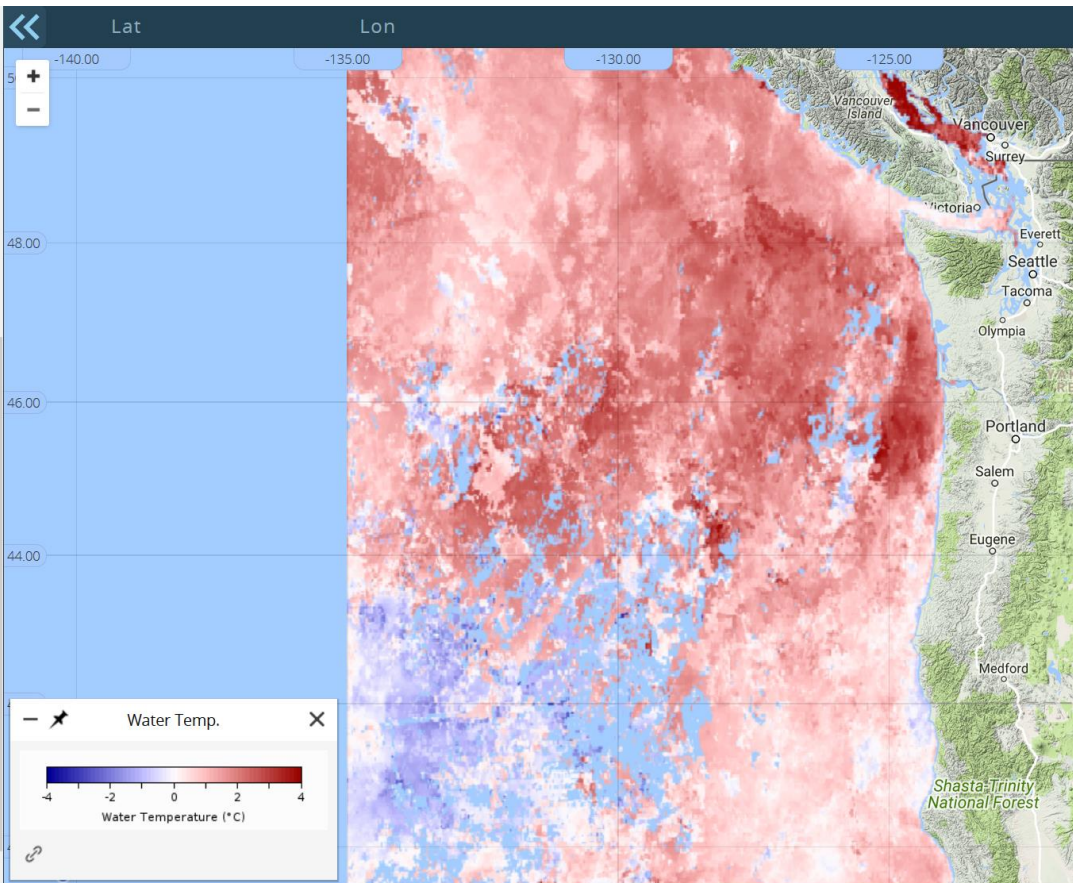 Lat Lon
-140.00 -135.00 -130.00 -125.00
+
−
Vancouver
Island
Vancouver
Surrey
Victoria
48.00
Everett
Seattle
Tacoma
Olympia
46.00
Portland
Salem
Eugene
44.00
Medford
Water Temp.
-4 -2 0 2 4
Water Temperature (°C)
Shasta-Trinity
National Forest